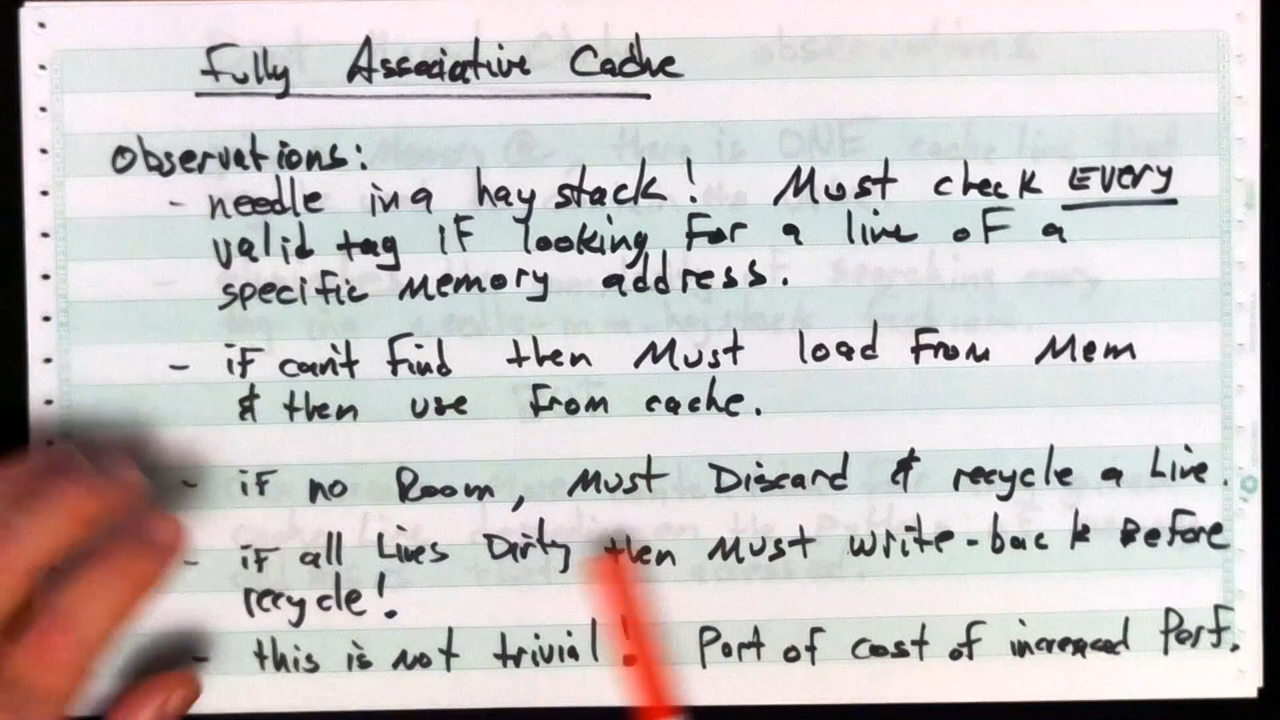 Fully Associative Cache
Observations:
- needle in a haystack! Must check EVERY
valid tag if looking for a line of a
specific memory address.
- if can't find then Must load from Mem
& then use from cache.
- if no Room, Must Discard & recycle a Line.
- if all Lines Dirty then Must write-back Before
recycle!
- this is not trivial! Part of cost of increased Perf.